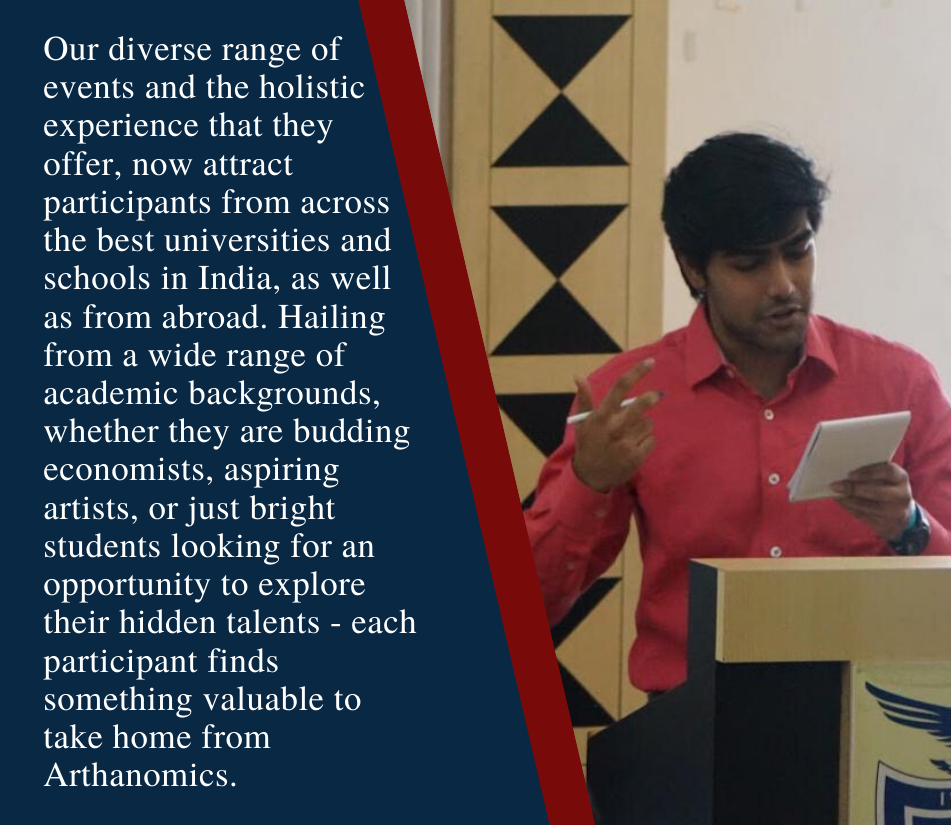 Our diverse range of
events and the holistic
experience that they
offer, now attract
participants from across
the best universities and
schools in India, as well
as from abroad. Hailing
from a wide range of
academic backgrounds,
whether they are budding
economists, aspiring
artists, or just bright
students looking for an
opportunity to explore
their hidden talents - each
participant finds
something valuable to
take home from
Arthanomics.